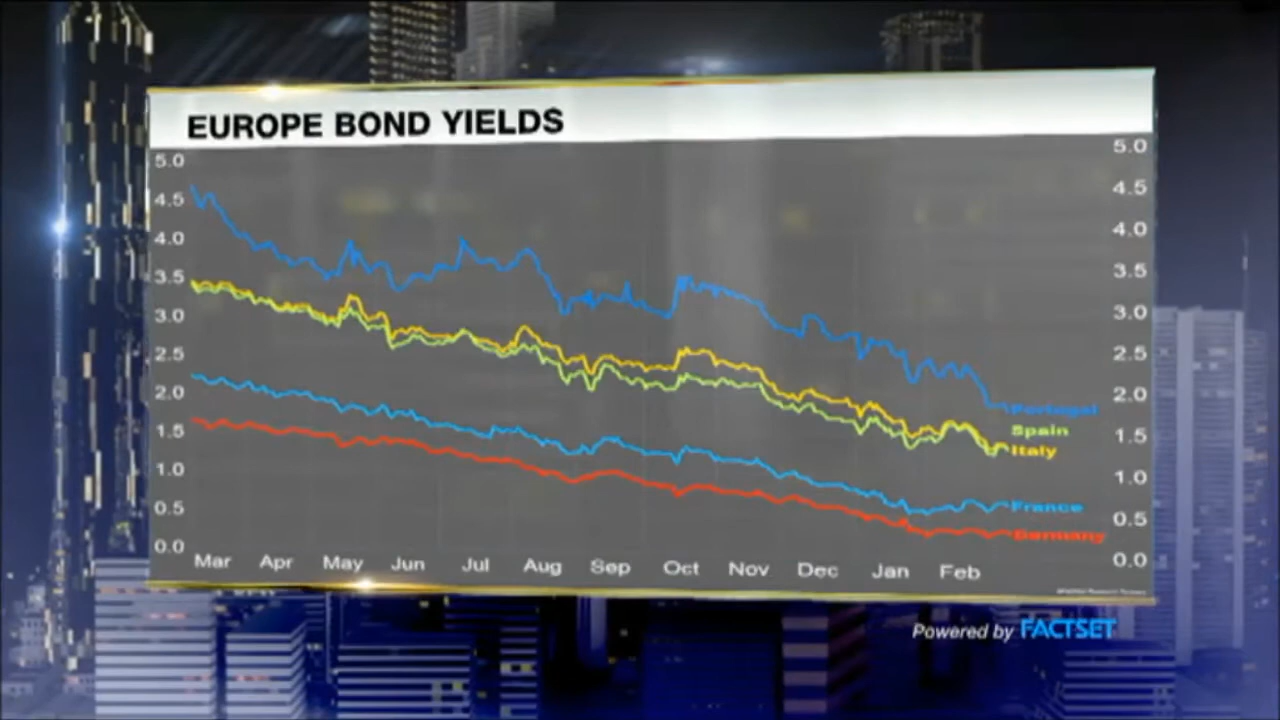 EUROPE BOND YIELDS
5.0 5.0
4.5 4.5
4.0 4.0
3.5 3.5
3.0 3.0
2.5 2.5
2.0 2.0
Portugal
1.5 Spain 1.5
Italy
1.0 1.0
France
0.5 0.5
Germany
0.0 0.0
Mar Apr May Jun Jul Aug Sep Oct Nov Dec Jan Feb
Powered by FACTSET